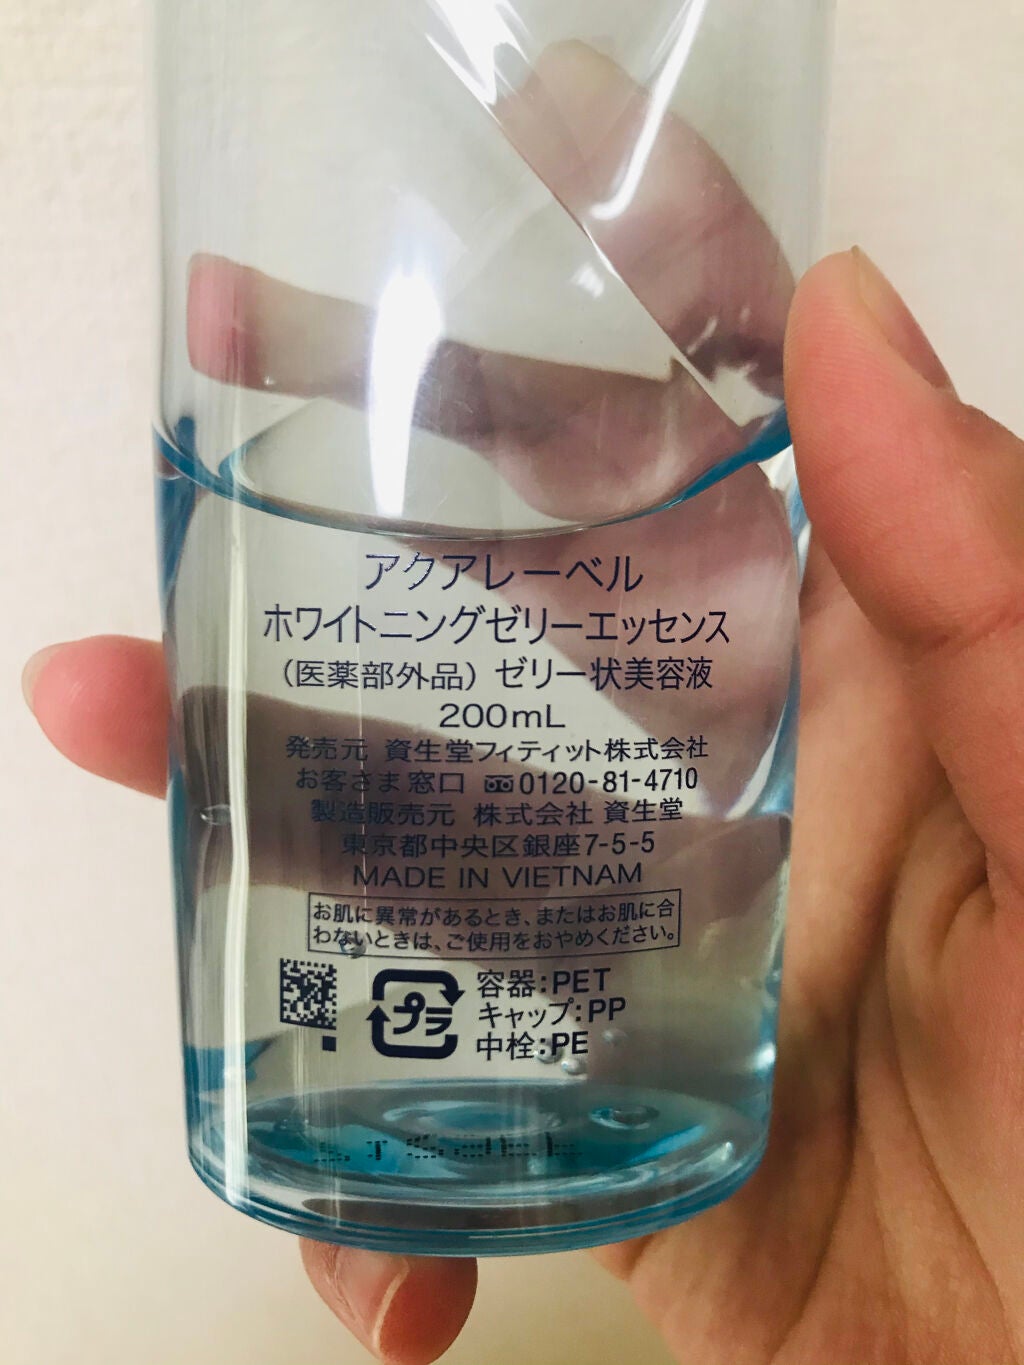 アクアレーベル
ホワイトニングゼリーエッセンス
（医薬部外品）ゼリー状美容液
200mL
発売元 資生堂フィティット株式会社
お客さま窓口 0120-81-4710
製造販売元 株式会社 資生堂
東京都中央区銀座7-5-5
MADE IN VIETNAM
お肌に異常があるとき、またはお肌に合
わないときは、ご使用をおやめください。
プラ
容器：PET
キャップ：PP
中栓：PE